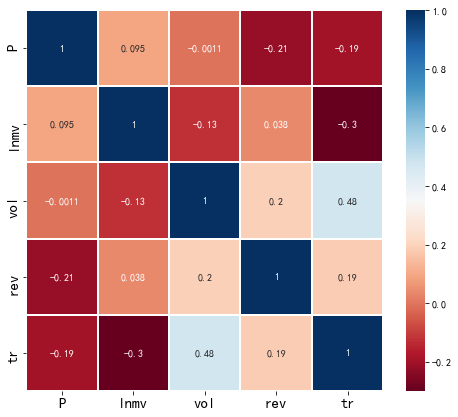 P 1 0.095 −0.0011 −0.21 −0.19
lnmv 0.095 1 −0.13 0.038 −0.3
vol −0.0011 −0.13 1 0.2 0.48
rev −0.21 0.038 0.2 1 0.19
tr −0.19 −0.3 0.48 0.19 1
P lnmv vol rev tr
1.0
0.8
0.6
0.4
0.2
0.0
−0.2